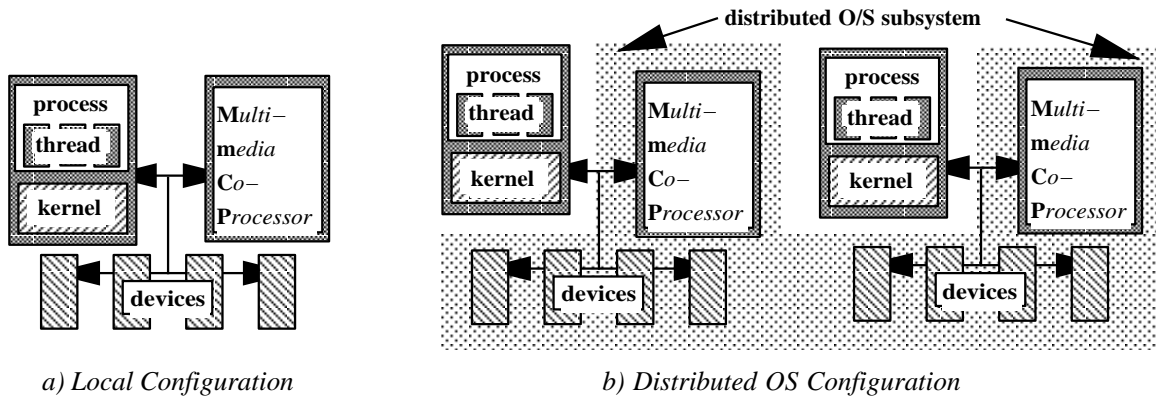 distributed O/S subsystem
process
thread
kernel
Multi–
media
Co–
Processor
devices
process
thread
kernel
Multi–
media
Co–
Processor
devices
process
thread
kernel
Multi–
media
Co–
Processor
devices
a) Local Configuration
b) Distributed OS Configuration